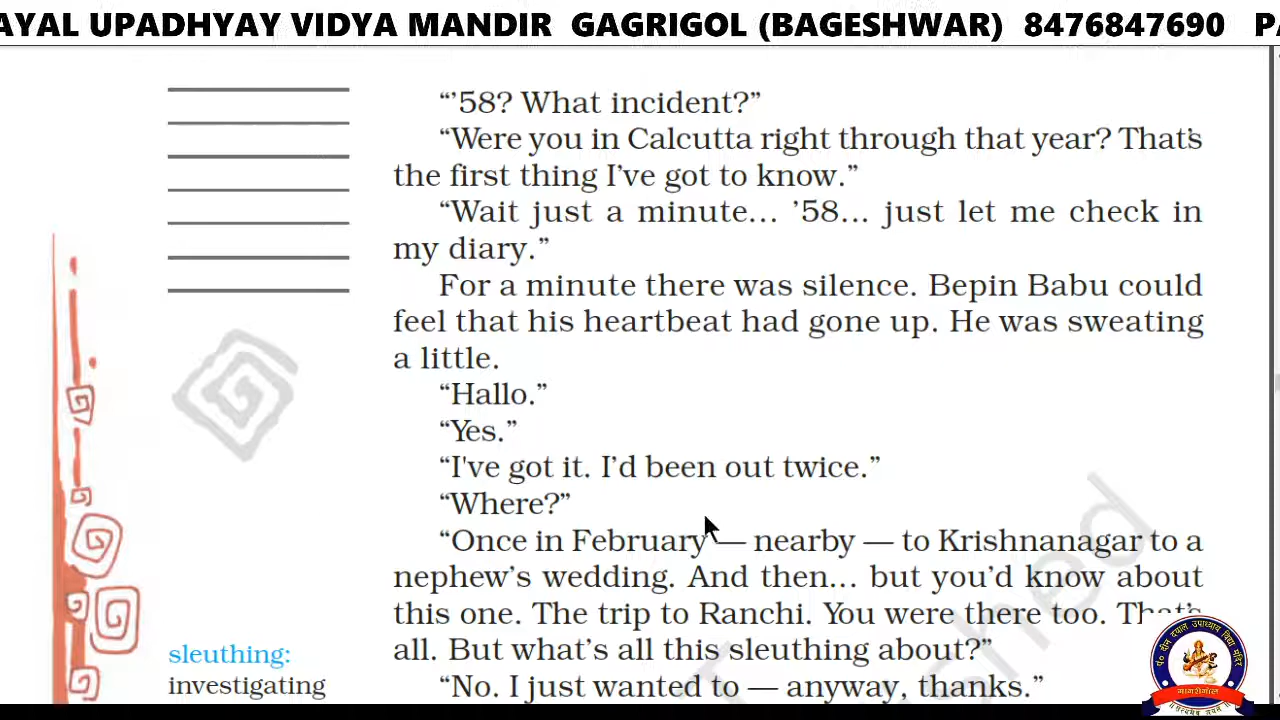 AYAL UPADHYAY VIDYA MANDIR GAGRIGOL (BAGESHWAR) 8476847690
“’58? What incident?”
“Were you in Calcutta right through that year? That’s
the first thing I’ve got to know.”
“Wait just a minute... ’58... just let me check in
my diary.”
For a minute there was silence. Bepin Babu could
feel that his heartbeat had gone up. He was sweating
a little.
“Hallo.”
“Yes.”
“I've got it. I’d been out twice.”
“Where?”
“Once in February — nearby — to Krishnanagar to a
nephew’s wedding. And then... but you’d know about
this one. The trip to Ranchi. You were there too. That’s
all. But what’s all this sleuthing about?”
“No. I just wanted to — anyway, thanks.”
sleuthing:
investigating
पं० दीन दयाल उपाध्याय विद्या मंदिर
गागरीगोल